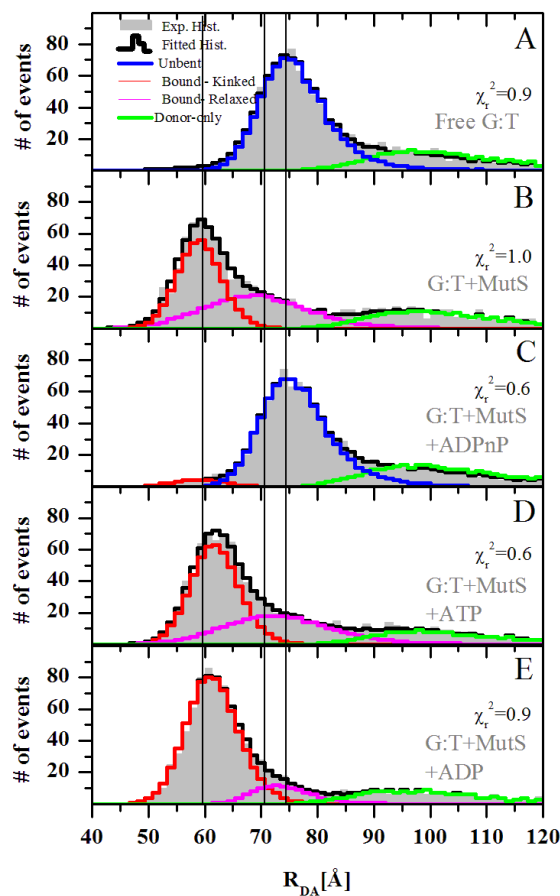 Exp. Hist.
Fitted Hist.
Unbent
Bound - Kinked
Bound- Relaxed
Donor-only
A
χr²=0.9
Free G:T
# of events
80
60
40
20
B
χr²=1.0
G:T+MutS
# of events
80
60
40
20
C
χr²=0.6
G:T+MutS
+ADPnP
# of events
80
60
40
20
D
χr²=0.6
G:T+MutS
+ATP
# of events
80
60
40
20
E
χr²=0.9
G:T+MutS
+ADP
# of events
80
60
40
20
40 50 60 70 80 90 100 110 120
RDA[Å]